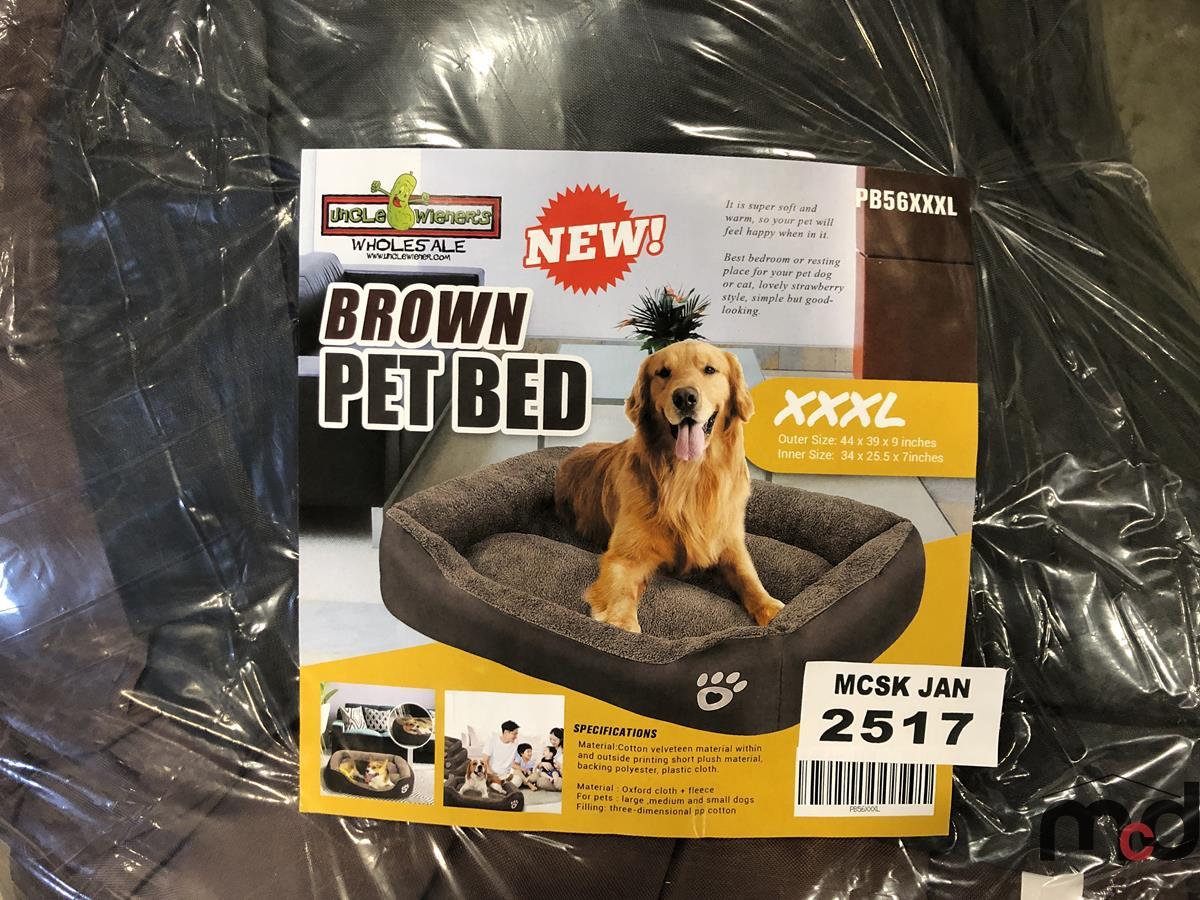 UNCLE WIENER'S
WHOLESALE
WWW.UNCLEWIENER.COM
NEW!
It is super soft and
warm, so your pet will
feel happy when in it.
Best bedroom or resting
place for your pet dog
or cat, lovely strawberry
style, simple but good-
looking.
PB56XXXL
BROWN
PET BED
XXXL
Outer Size: 44 x 39 x 9 inches
Inner Size: 34 x 25.5 x 7inches
SPECIFICATIONS
Material:Cotton velveteen material within
and outside printing short plush material,
backing polyester, plastic cloth.
Material : Oxford cloth + fleece
For pets : large ,medium and small dogs
Filling: three-dimensional pp cotton
MCSK JAN
2517
PB56XXXL
mcd